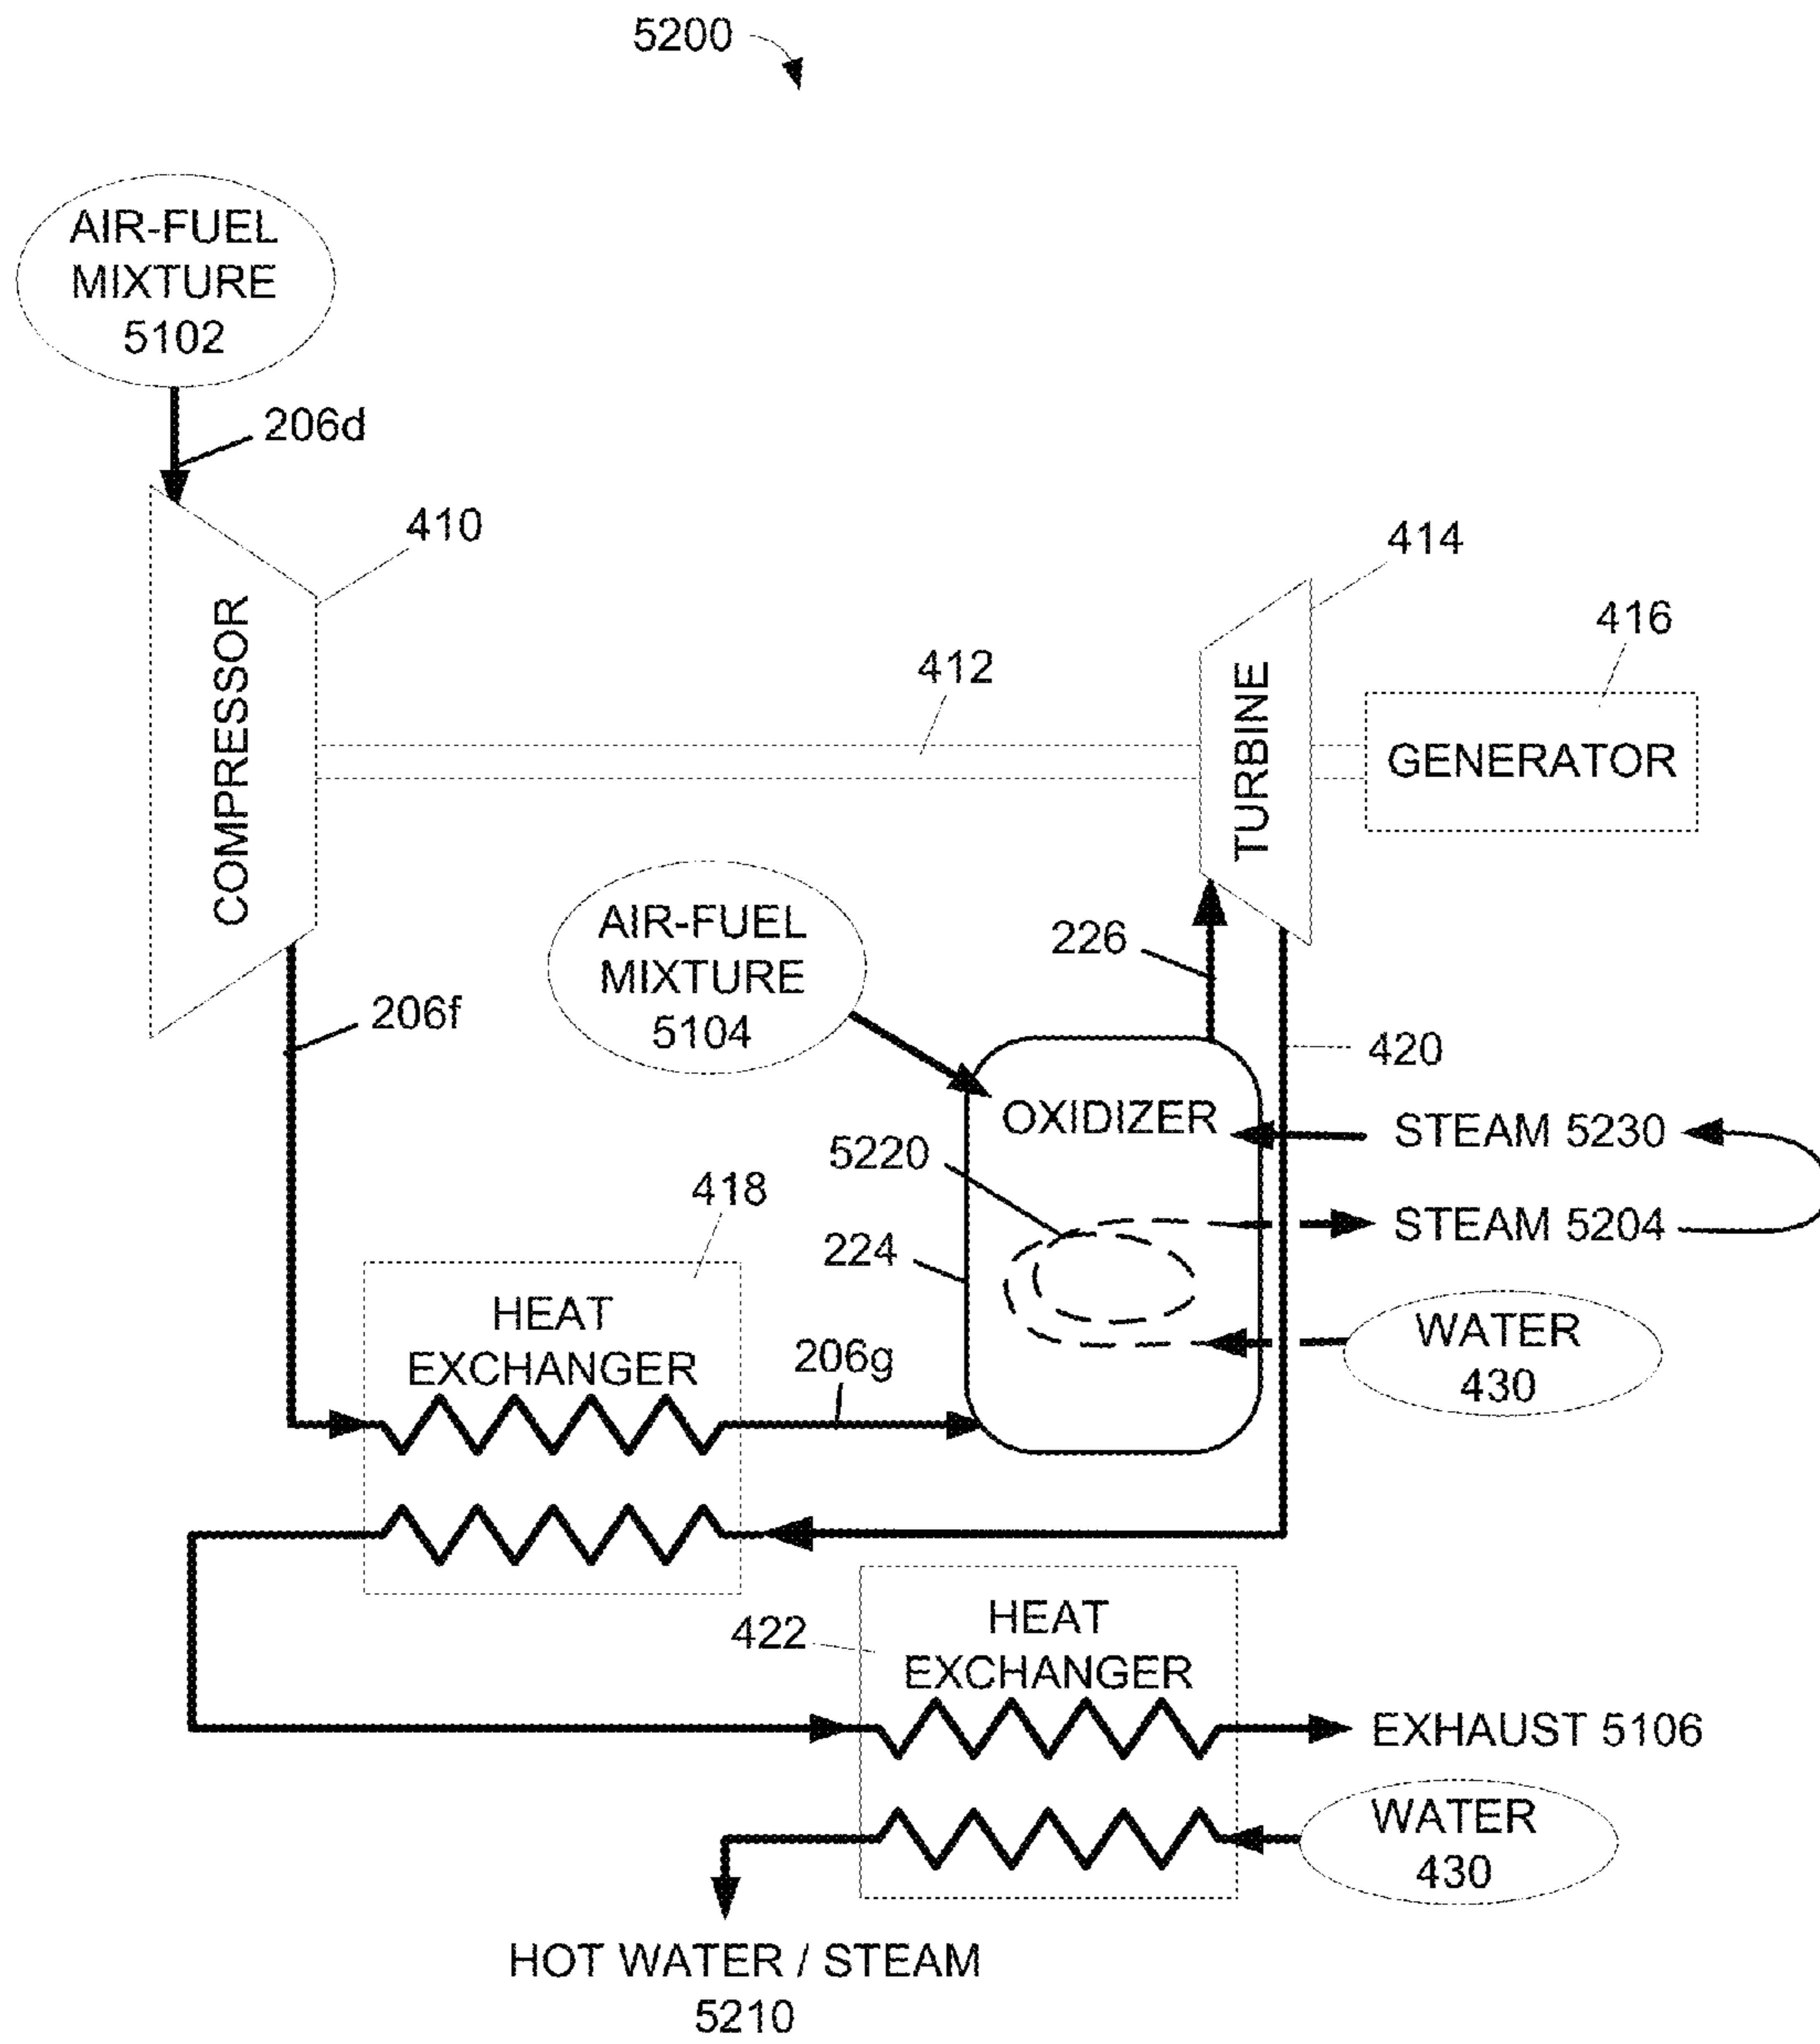 5200
AIR-FUEL
MIXTURE
5102
206d
410
COMPRESSOR
412
414
TURBINE
416
GENERATOR
AIR-FUEL
MIXTURE
5104
226
206f
420
OXIDIZER
STEAM 5230
5220
STEAM 5204
418
224
HEAT
EXCHANGER
206g
WATER
430
422
HEAT
EXCHANGER
EXHAUST 5106
WATER
430
HOT WATER / STEAM
5210